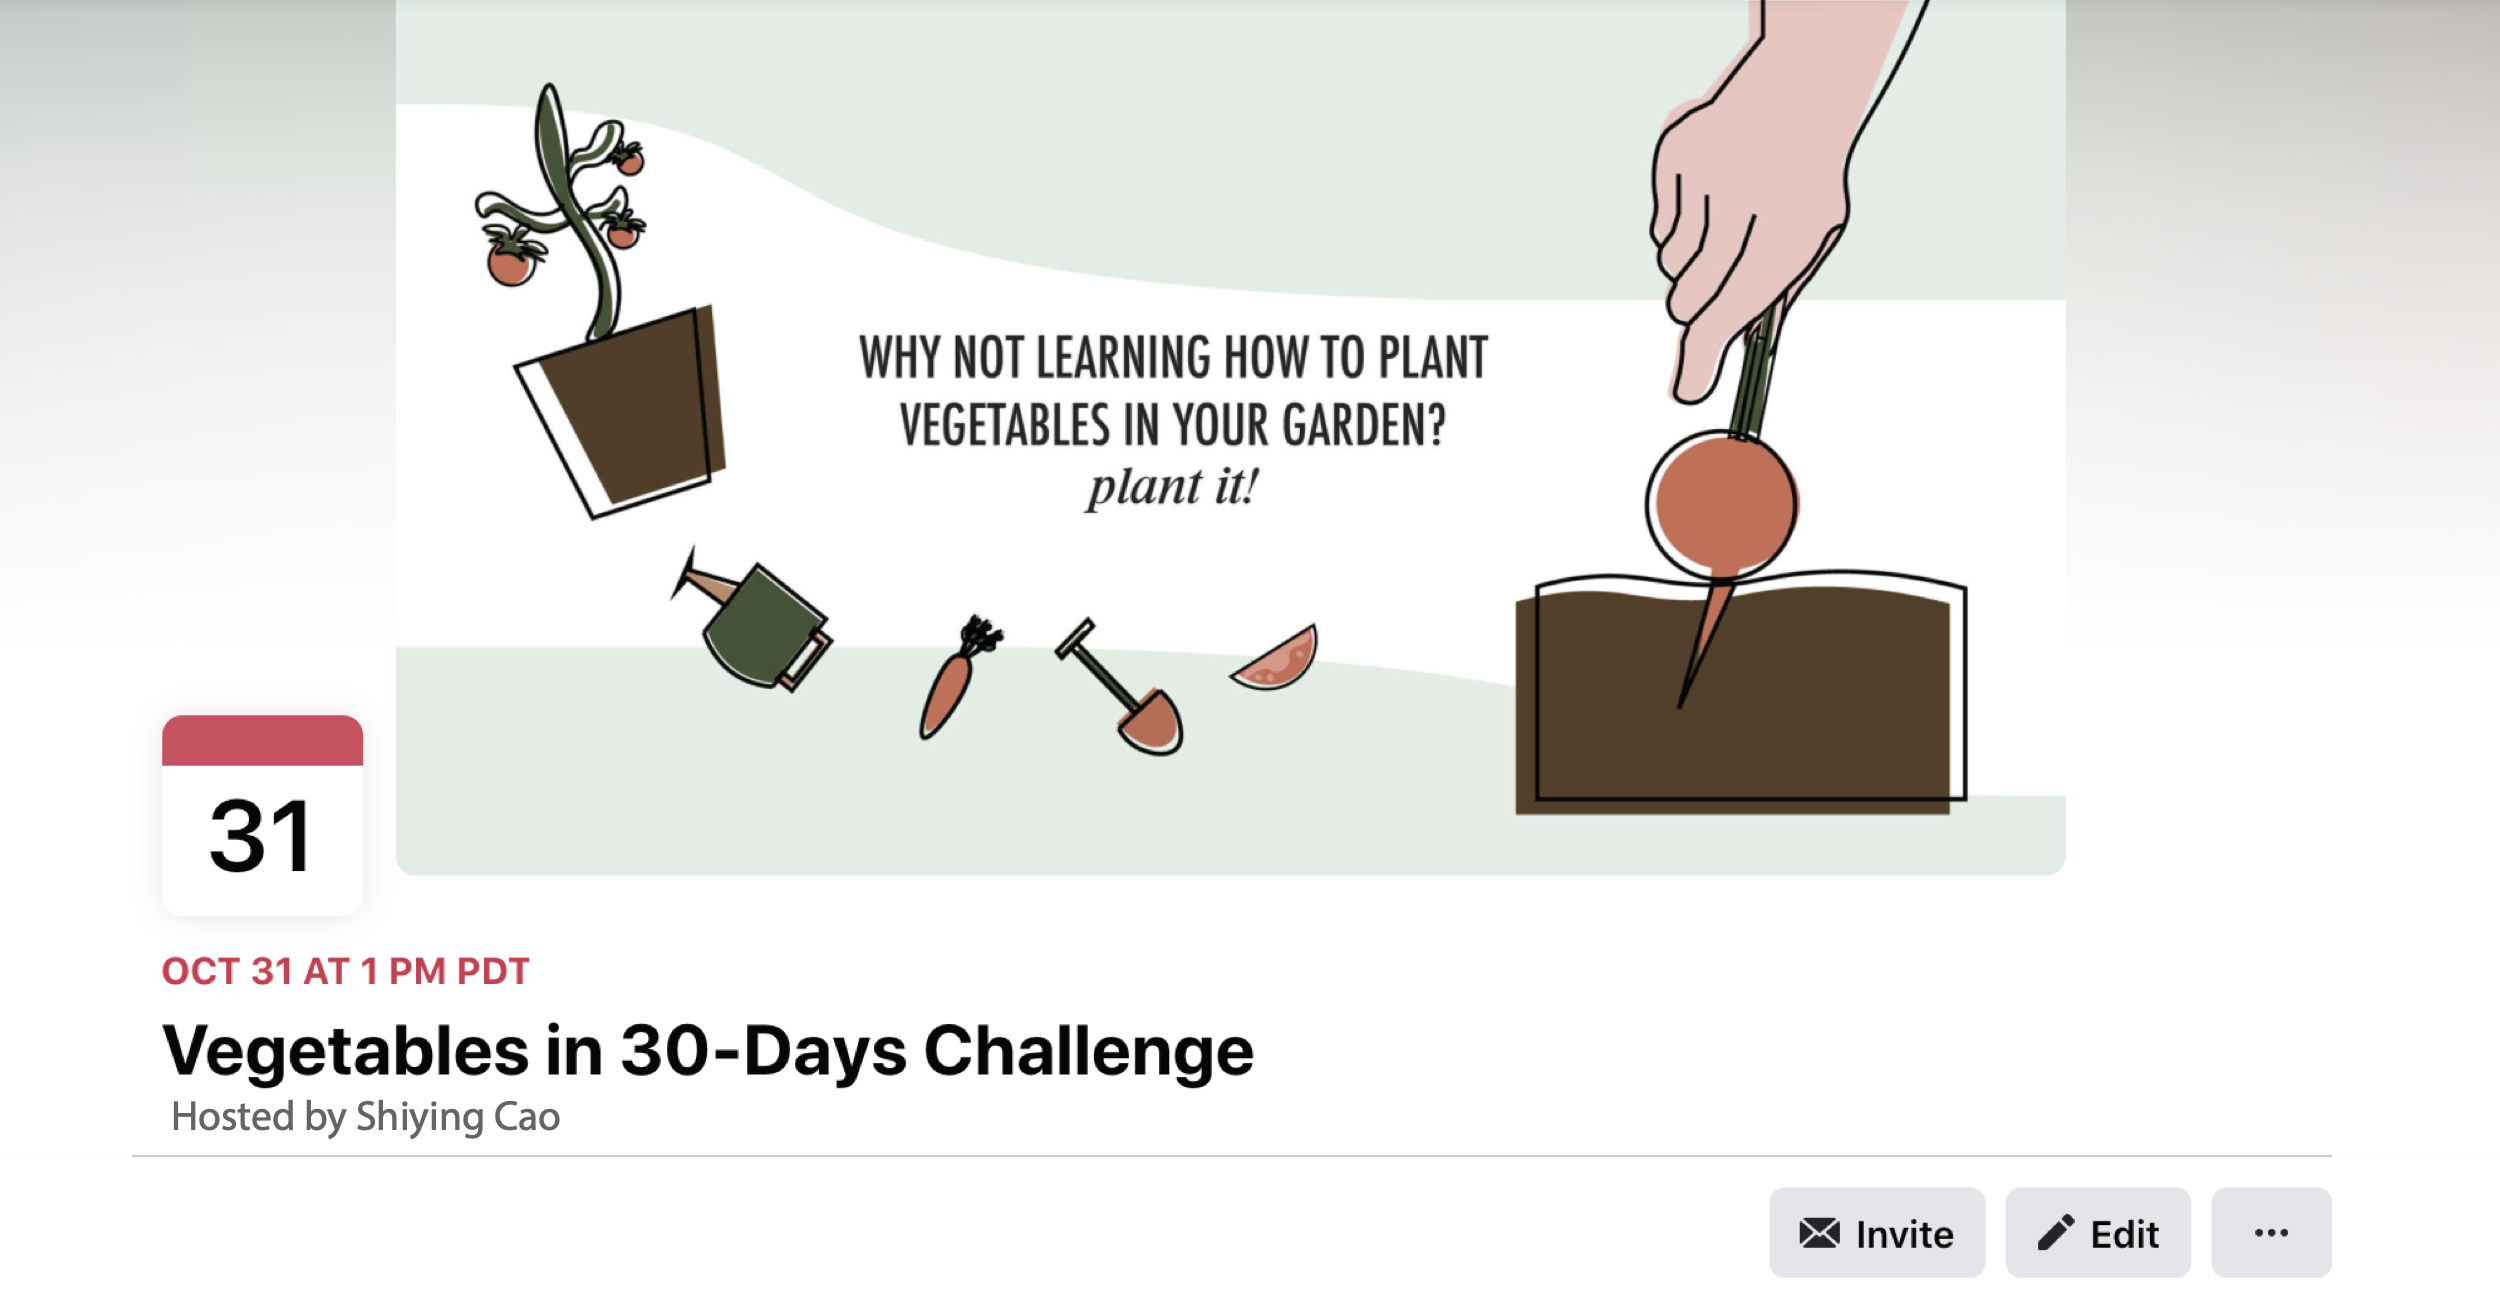 WHY NOT LEARNING HOW TO PLANT
VEGETABLES IN YOUR GARDEN?
plant it!
31
OCT 31 AT 1 PM PDT
Vegetables in 30-Days Challenge
Hosted by Shiying Cao
Invite
Edit